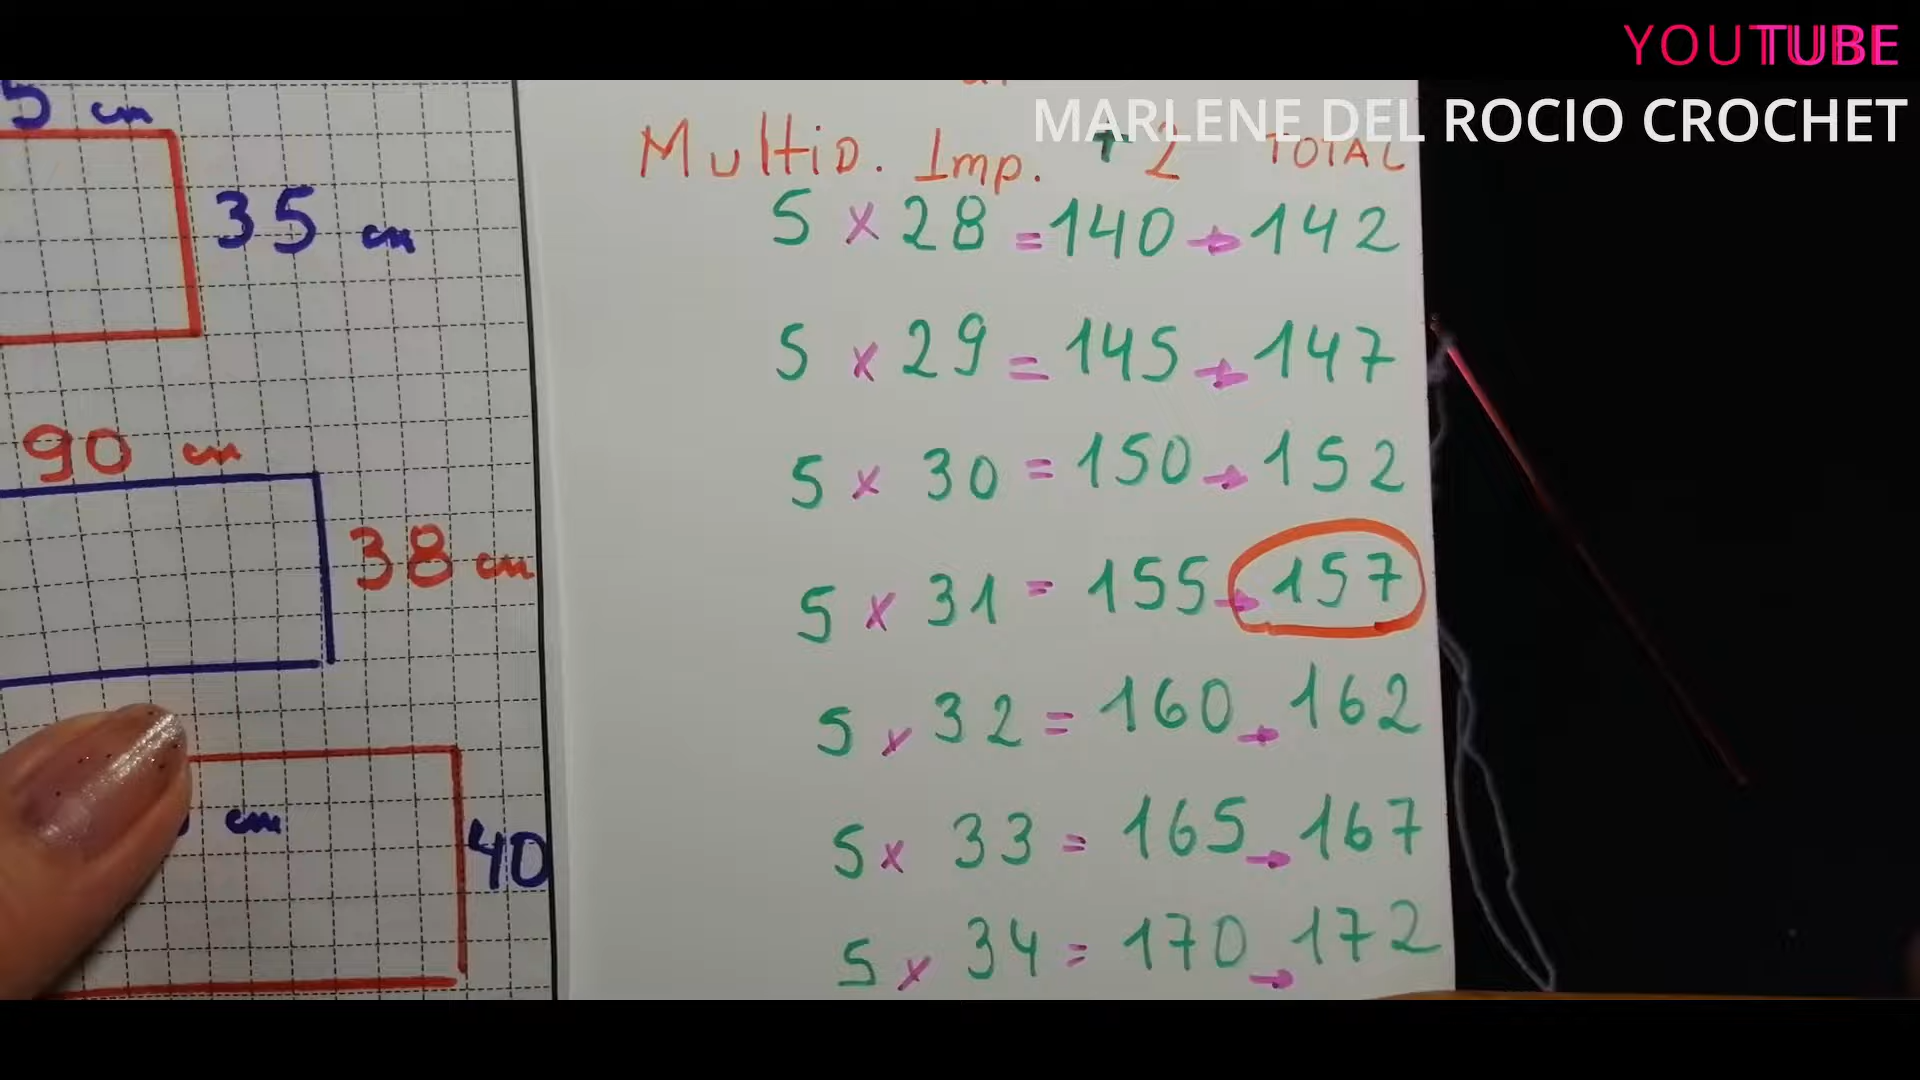 YOUTUBE
MARLENE DEL ROCIO CROCHET
5 cm
35 cm
90 cm
38 cm
cm
40
Multip. Imp. + 2 TOTAL
5 x 28 = 140 → 142
5 x 29 = 145 → 147
5 x 30 = 150 → 152
5 x 31 = 155 → 157
5 x 32 = 160 → 162
5 x 33 = 165 → 167
5 x 34 = 170 → 172